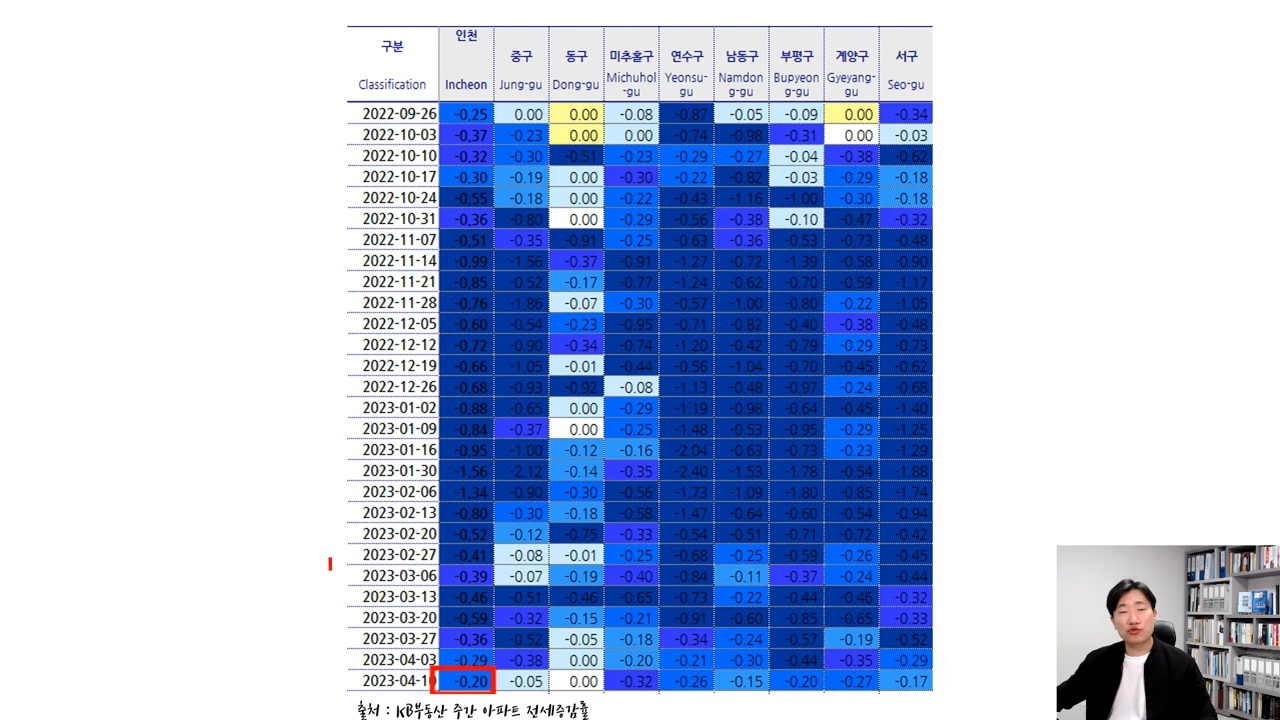 구분 인천 중구 동구 미추홀구 연수구 남동구 부평구 계양구 서구
Classification Incheon Jung-gu Dong-gu Michuhol-gu Yeonsu-gu Namdong-gu Bupyeong-gu Gyeyang-gu Seo-gu
2022-09-26 -0.25 0.00 0.00 -0.08 -0.87 -0.05 -0.09 0.00 -0.34
2022-10-03 -0.37 -0.23 0.00 0.00 -0.74 -0.98 -0.31 0.00 -0.03
2022-10-10 -0.32 -0.30 -0.51 -0.23 -0.29 -0.27 -0.04 -0.38 -0.62
2022-10-17 -0.30 -0.19 0.00 -0.30 -0.22 -0.82 -0.03 -0.29 -0.18
2022-10-24 -0.55 -0.18 0.00 -0.22 -0.43 -1.16 -1.00 -0.30 -0.18
2022-10-31 -0.36 -0.80 0.00 -0.29 -0.56 -0.38 -0.10 -0.47 -0.32
2022-11-07 -0.51 -0.35 -0.91 -0.25 -0.63 -0.36 -0.53 -0.73 -0.48
2022-11-14 -0.99 -1.56 -0.37 -0.91 -1.27 -0.72 -1.39 -0.58 -0.90
2022-11-21 -0.85 -0.52 -0.17 -0.77 -1.24 -0.62 -0.70 -0.59 -1.17
2022-11-28 -0.76 -1.86 -0.07 -0.30 -0.57 -1.00 -0.80 -0.22 -1.05
2022-12-05 -0.60 -0.54 -0.23 -0.95 -0.71 -0.82 -0.40 -0.38 -0.48
2022-12-12 -0.72 -0.90 -0.34 -0.74 -1.20 -0.42 -0.79 -0.29 -0.73
2022-12-19 -0.66 -1.05 -0.01 -0.44 -0.56 -1.04 -0.70 -0.45 -0.62
2022-12-26 -0.68 -0.93 -0.92 -0.08 -1.13 -0.48 -0.97 -0.24 -0.68
2023-01-02 -0.88 -0.65 0.00 -0.29 -1.19 -0.98 -0.64 -0.45 -1.40
2023-01-09 -0.84 -0.37 0.00 -0.25 -1.48 -0.53 -0.95 -0.29 -1.25
2023-01-16 -0.95 -1.00 -0.12 -0.16 -2.04 -0.63 -0.73 -0.23 -1.29
2023-01-30 -1.56 -2.12 -0.14 -0.35 -2.40 -1.53 -1.78 -0.54 -1.88
2023-02-06 -1.34 -0.90 -0.30 -0.56 -1.73 -1.09 -1.80 -0.85 -1.74
2023-02-13 -0.80 -0.30 -0.18 -0.58 -1.47 -0.64 -0.60 -0.54 -0.94
2023-02-20 -0.52 -0.12 -0.75 -0.33 -0.54 -0.51 -0.71 -0.72 -0.42
2023-02-27 -0.41 -0.08 -0.01 -0.25 -0.68 -0.25 -0.59 -0.26 -0.45
2023-03-06 -0.39 -0.07 -0.19 -0.40 -0.84 -0.11 -0.37 -0.24 -0.44
2023-03-13 -0.46 -0.51 -0.46 -0.65 -0.73 -0.22 -0.44 -0.46 -0.32
2023-03-20 -0.59 -0.32 -0.15 -0.21 -0.91 -0.60 -0.85 -0.65 -0.33
2023-03-27 -0.36 -0.52 -0.05 -0.18 -0.34 -0.24 -0.57 -0.19 -0.52
2023-04-03 -0.29 -0.38 0.00 -0.20 -0.21 -0.30 -0.44 -0.35 -0.29
2023-04-10 -0.20 -0.05 0.00 -0.32 -0.26 -0.15 -0.20 -0.27 -0.17
출처 : KB부동산 주간 아파트 전세증감률